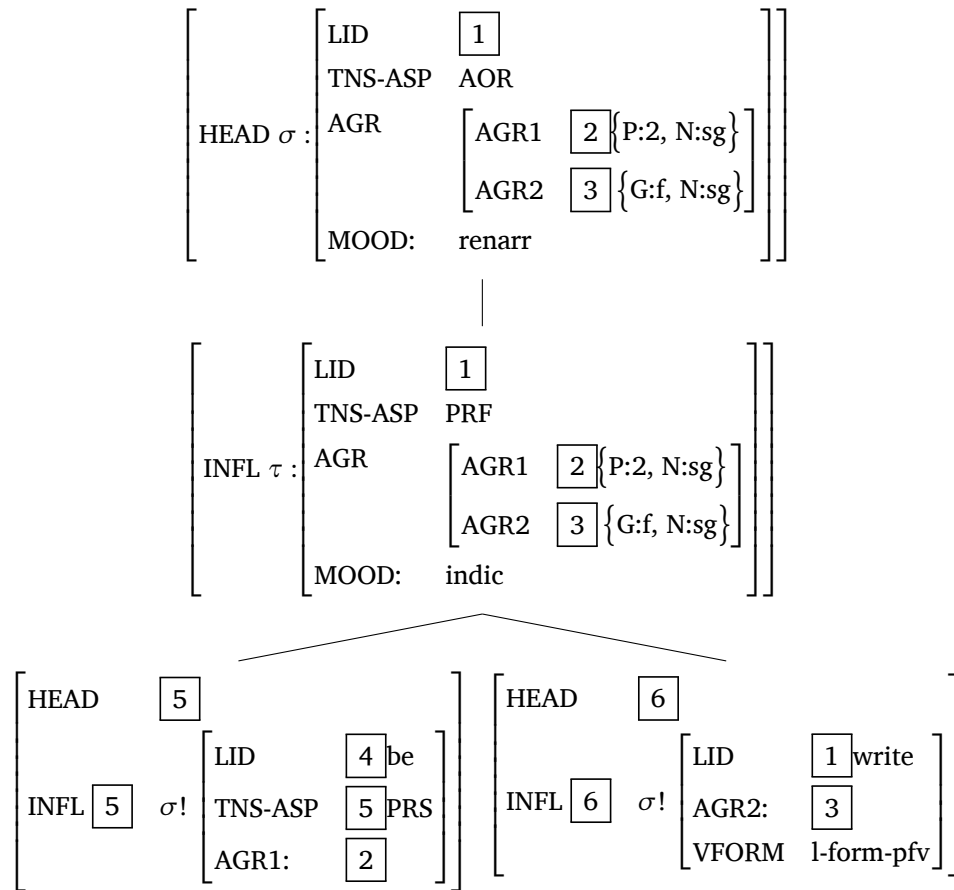 LID 1
TNS-ASP AOR
HEAD σ : AGR AGR1 2 {P:2, N:sg}
AGR2 3 {G:f, N:sg}
MOOD: renarr
LID 1
TNS-ASP PRF
INFL τ : AGR AGR1 2 {P:2, N:sg}
AGR2 3 {G:f, N:sg}
MOOD: indic
HEAD 5
LID 4 be
INFL 5 σ! TNS-ASP 5 PRS
AGR1: 2
HEAD 6
LID 1 write
INFL 6 σ! AGR2: 3
VFORM l-form-pfv